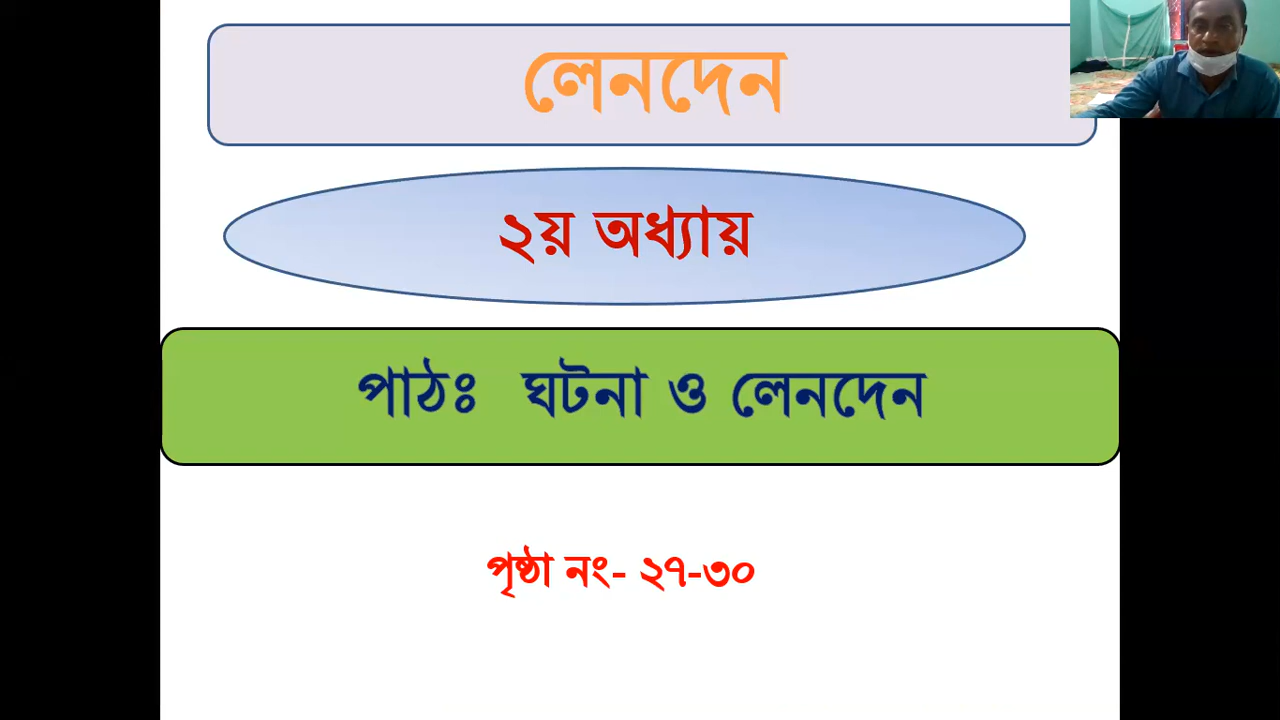 লেনদেন
২য় অধ্যায়
পাঠঃ ঘটনা ও লেনদেন
পৃষ্ঠা নং- ২৭-৩০